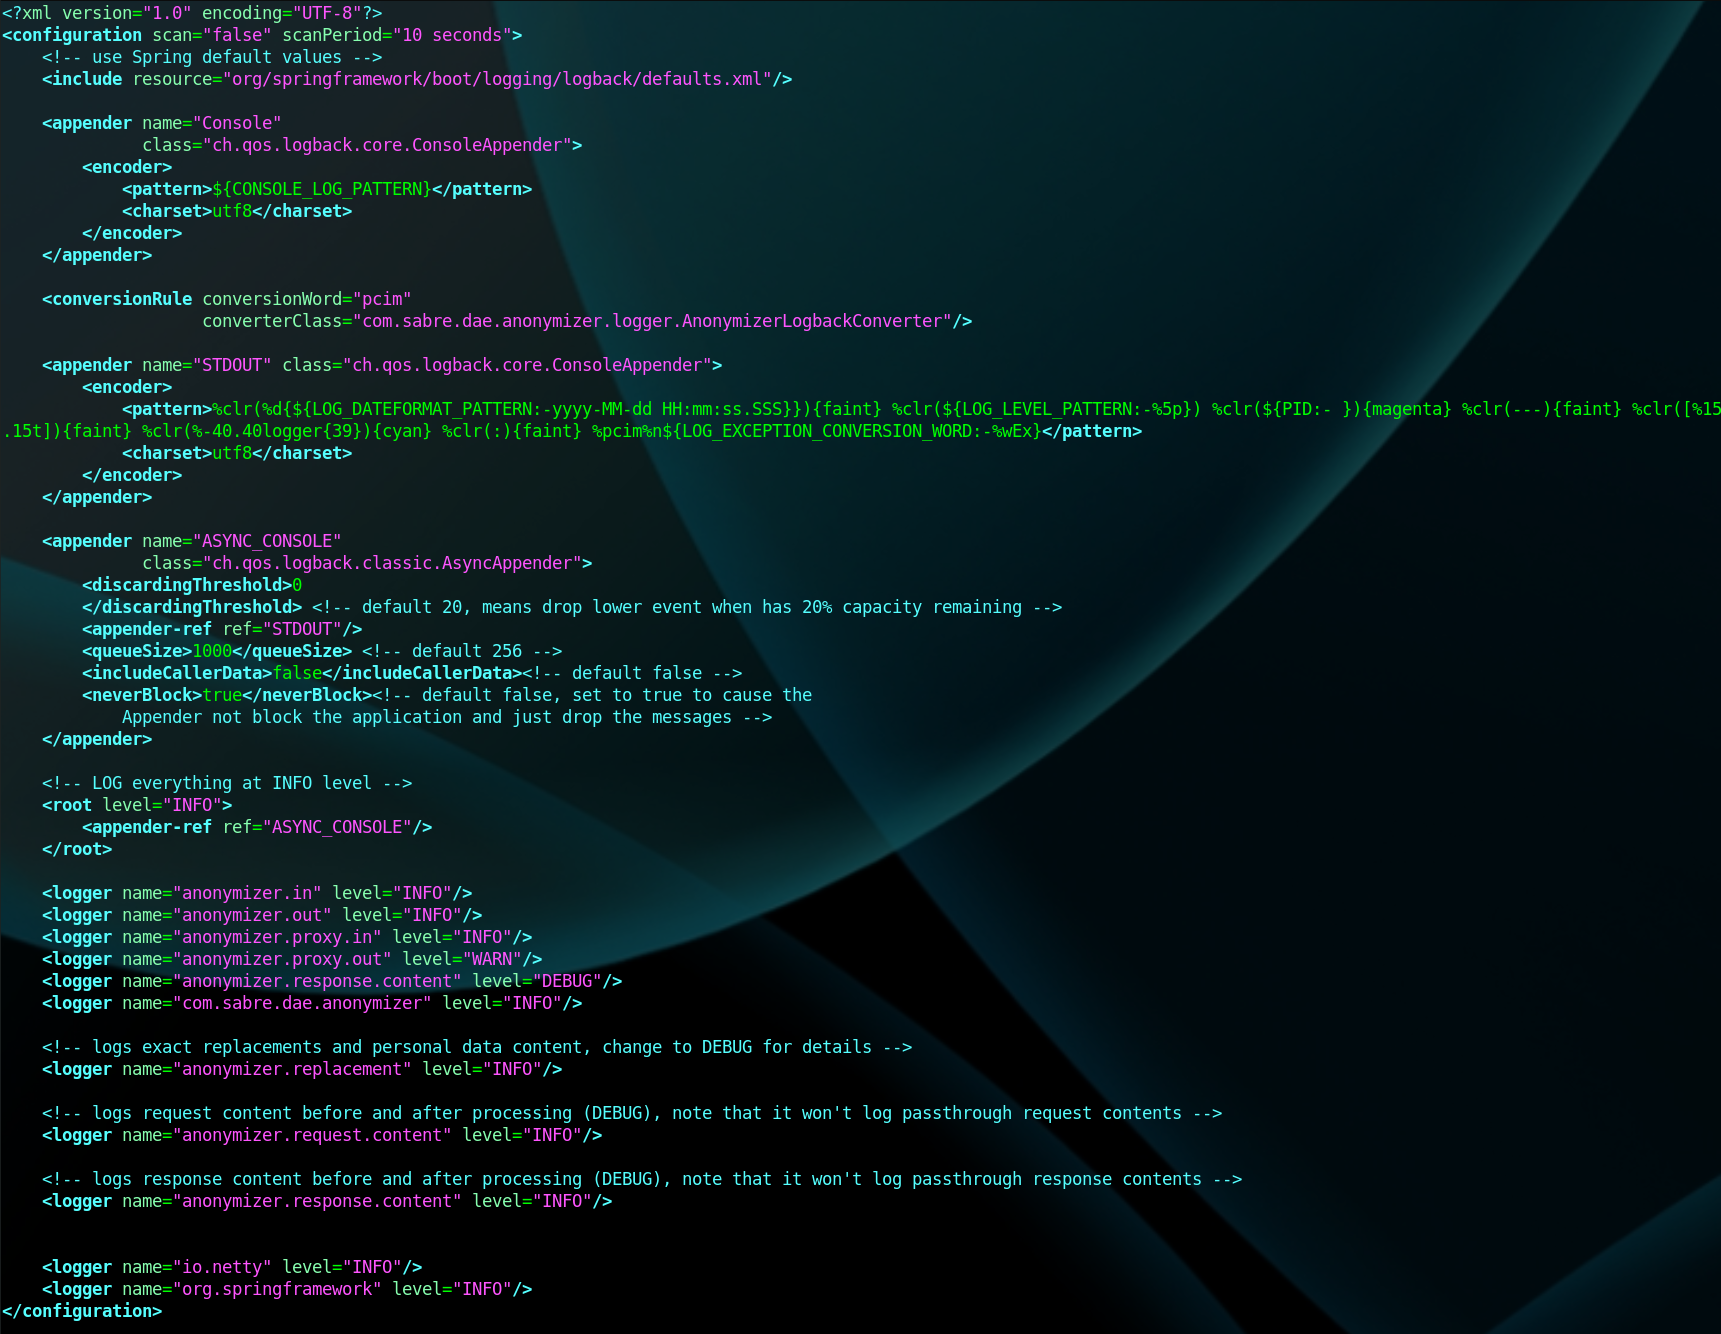 <?xml version="1.0" encoding="UTF-8"?>
<configuration scan="false" scanPeriod="10 seconds">
    <!-- use Spring default values -->
    <include resource="org/springframework/boot/logging/logback/defaults.xml"/>

    <appender name="Console"
              class="ch.qos.logback.core.ConsoleAppender">
        <encoder>
            <pattern>${CONSOLE_LOG_PATTERN}</pattern>
            <charset>utf8</charset>
        </encoder>
    </appender>

    <conversionRule conversionWord="pcim"
                    converterClass="com.sabre.dae.anonymizer.logger.AnonymizerLogbackConverter"/>

    <appender name="STDOUT" class="ch.qos.logback.core.ConsoleAppender">
        <encoder>
            <pattern>%clr(%d{${LOG_DATEFORMAT_PATTERN:-yyyy-MM-dd HH:mm:ss.SSS}}){faint} %clr(${LOG_LEVEL_PATTERN:-%5p}) %clr(${PID:- }){magenta} %clr(---){faint} %clr([%15
.15t]){faint} %clr(%-40.40logger{39}){cyan} %clr(:){faint} %pcim%n${LOG_EXCEPTION_CONVERSION_WORD:-%wEx}</pattern>
            <charset>utf8</charset>
        </encoder>
    </appender>

    <appender name="ASYNC_CONSOLE"
              class="ch.qos.logback.classic.AsyncAppender">
        <discardingThreshold>0
        </discardingThreshold> <!-- default 20, means drop lower event when has 20% capacity remaining -->
        <appender-ref ref="STDOUT"/>
        <queueSize>1000</queueSize> <!-- default 256 -->
        <includeCallerData>false</includeCallerData><!-- default false -->
        <neverBlock>true</neverBlock><!-- default false, set to true to cause the
            Appender not block the application and just drop the messages -->
    </appender>

    <!-- LOG everything at INFO level -->
    <root level="INFO">
        <appender-ref ref="ASYNC_CONSOLE"/>
    </root>

    <logger name="anonymizer.in" level="INFO"/>
    <logger name="anonymizer.out" level="INFO"/>
    <logger name="anonymizer.proxy.in" level="INFO"/>
    <logger name="anonymizer.proxy.out" level="WARN"/>
    <logger name="anonymizer.response.content" level="DEBUG"/>
    <logger name="com.sabre.dae.anonymizer" level="INFO"/>

    <!-- logs exact replacements and personal data content, change to DEBUG for details -->
    <logger name="anonymizer.replacement" level="INFO"/>

    <!-- logs request content before and after processing (DEBUG), note that it won't log passthrough request contents -->
    <logger name="anonymizer.request.content" level="INFO"/>

    <!-- logs response content before and after processing (DEBUG), note that it won't log passthrough response contents -->
    <logger name="anonymizer.response.content" level="INFO"/>


    <logger name="io.netty" level="INFO"/>
    <logger name="org.springframework" level="INFO"/>
</configuration>